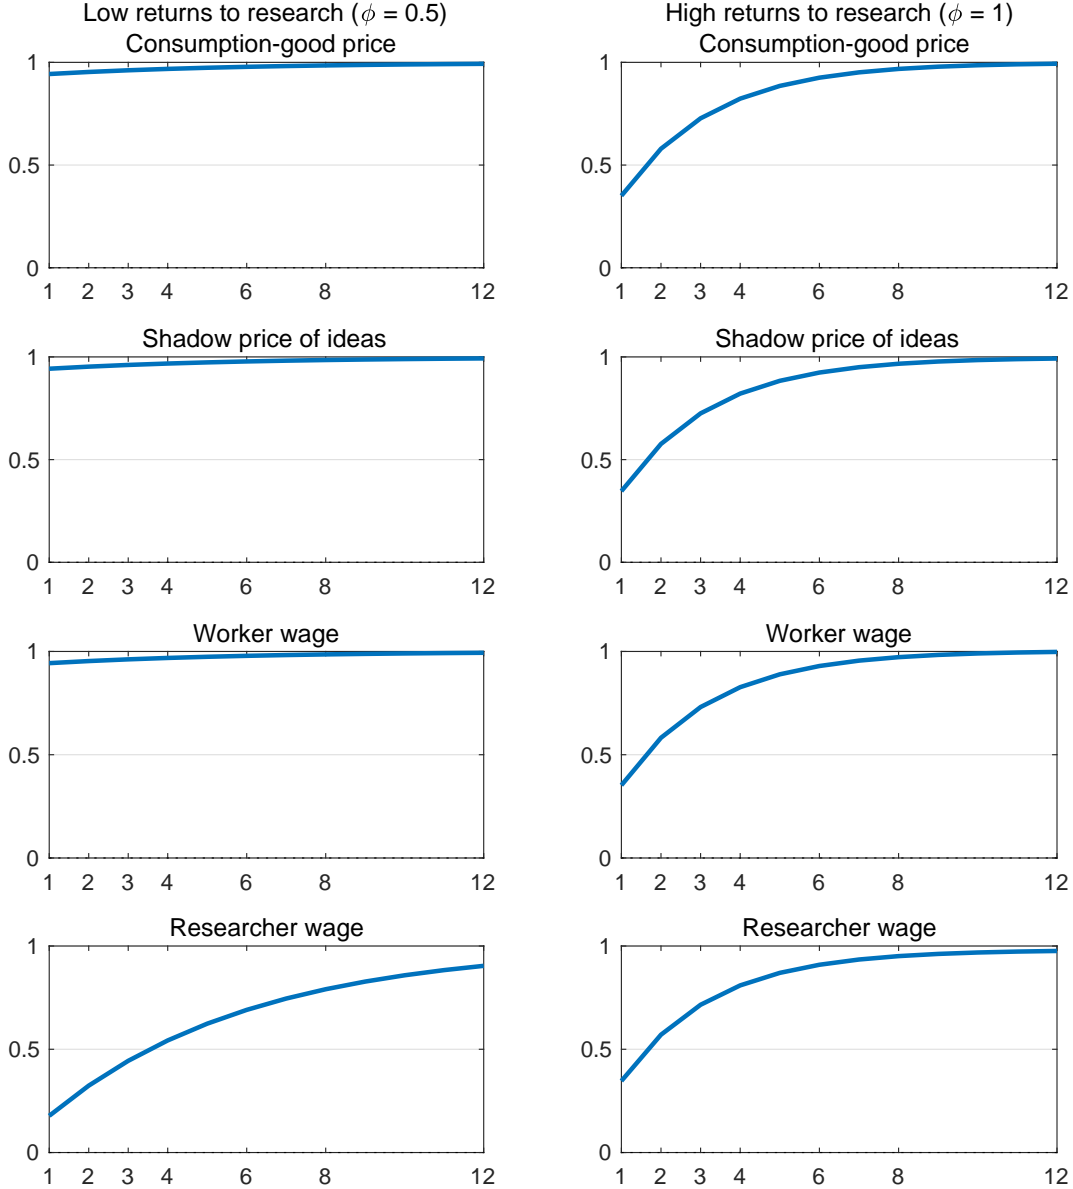 Low returns to research (ϕ = 0.5)
Consumption-good price
1
0.5
0
1 2 3 4 6 8 12
High returns to research (ϕ = 1)
Consumption-good price
1
0.5
0
1 2 3 4 6 8 12
Shadow price of ideas
1
0.5
0
1 2 3 4 6 8 12
Shadow price of ideas
1
0.5
0
1 2 3 4 6 8 12
Worker wage
1
0.5
0
1 2 3 4 6 8 12
Worker wage
1
0.5
0
1 2 3 4 6 8 12
Researcher wage
1
0.5
0
1 2 3 4 6 8 12
Researcher wage
1
0.5
0
1 2 3 4 6 8 12